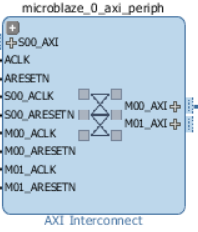 microblaze_0_axi_periph
S00_AXI
ACLK
ARESETN
S00_ACLK
S00_ARESETN
M00_ACLK
M00_ARESETN
M01_ACLK
M01_ARESETN
M00_AXI
M01_AXI
AXI Interconnect